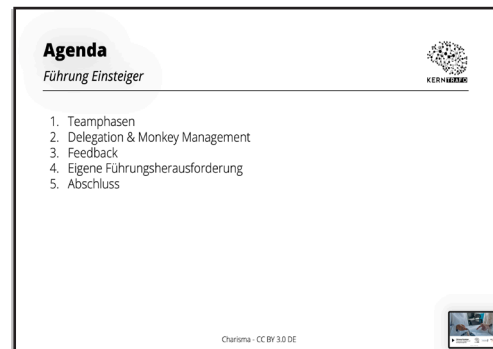 Agenda
Führung Einsteiger
KERNTRAFO
1. Teamphasen
2. Delegation & Monkey Management
3. Feedback
4. Eigene Führungsherausforderung
5. Abschluss
Charisma - CC BY 3.0 DE